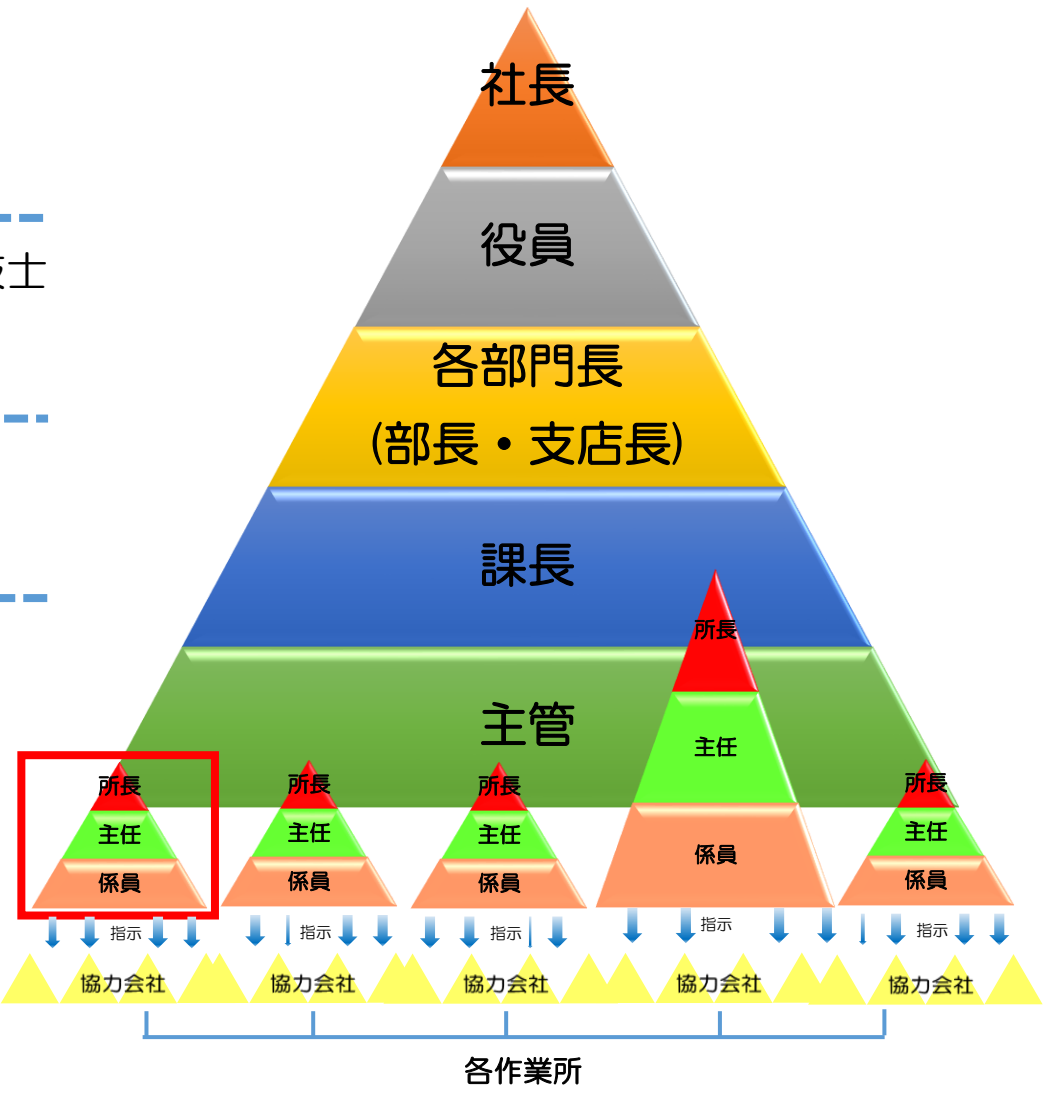 社長
役員
技士
各部門長
(部長・支店長)
課長
所長
主任
係員
主管
所長
主任
係員
所長
主任
係員
所長
主任
係員
所長
主任
係員
指示
指示
指示
指示
指示
協力会社
協力会社
協力会社
協力会社
協力会社
各作業所